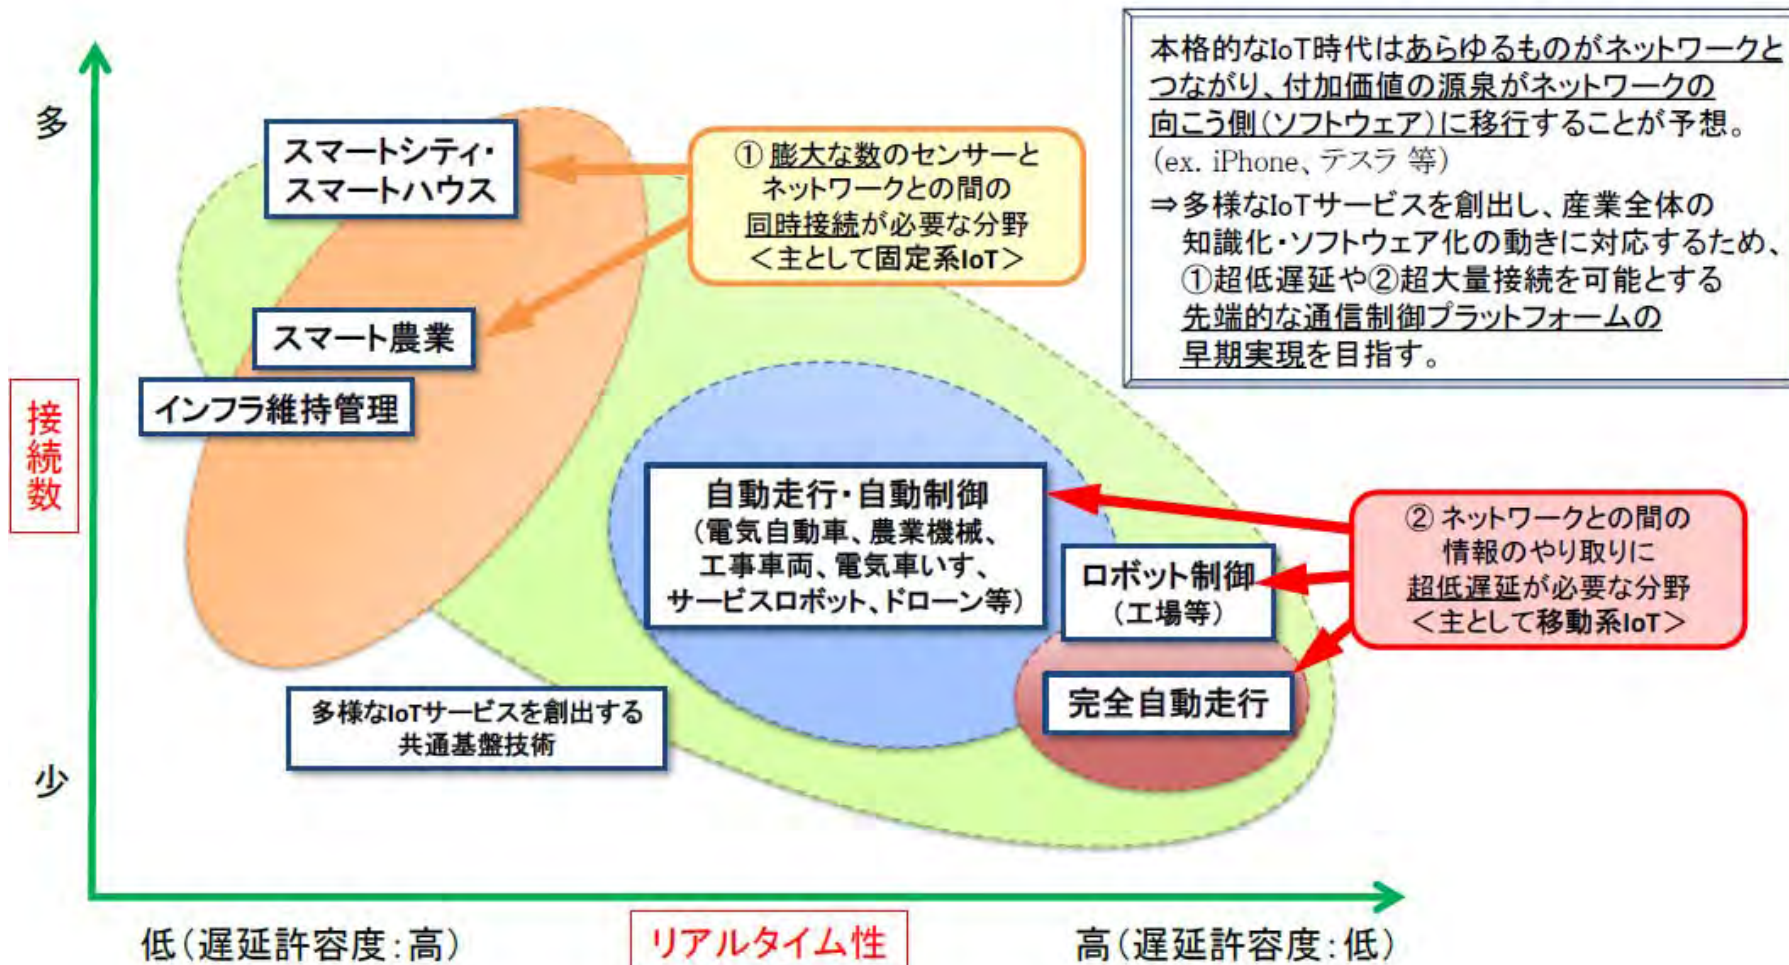 本格的なIoT時代はあらゆるものがネットワークと
つながり、付加価値の源泉がネットワークの
向こう側(ソフトウェア)に移行することが予想。
(ex. iPhone、テスラ 等)
⇒多様なIoTサービスを創出し、産業全体の
知識化・ソフトウェア化の動きに対応するため、
①超低遅延や②超大量接続を可能とする
先端的な通信制御プラットフォームの
早期実現を目指す。
多
スマートシティ・
スマートハウス
① 膨大な数のセンサーと
ネットワークとの間の
同時接続が必要な分野
<主として固定系IoT>
スマート農業
インフラ維持管理
接続数
自動走行・自動制御
(電気自動車、農業機械、
工事車両、電気車いす、
サービスロボット、ドローン等)
ロボット制御
(工場等)
② ネットワークとの間の
情報のやり取りに
超低遅延が必要な分野
<主として移動系IoT>
完全自動走行
多様なIoTサービスを創出する
共通基盤技術
少
低(遅延許容度:高)
リアルタイム性
高(遅延許容度:低)